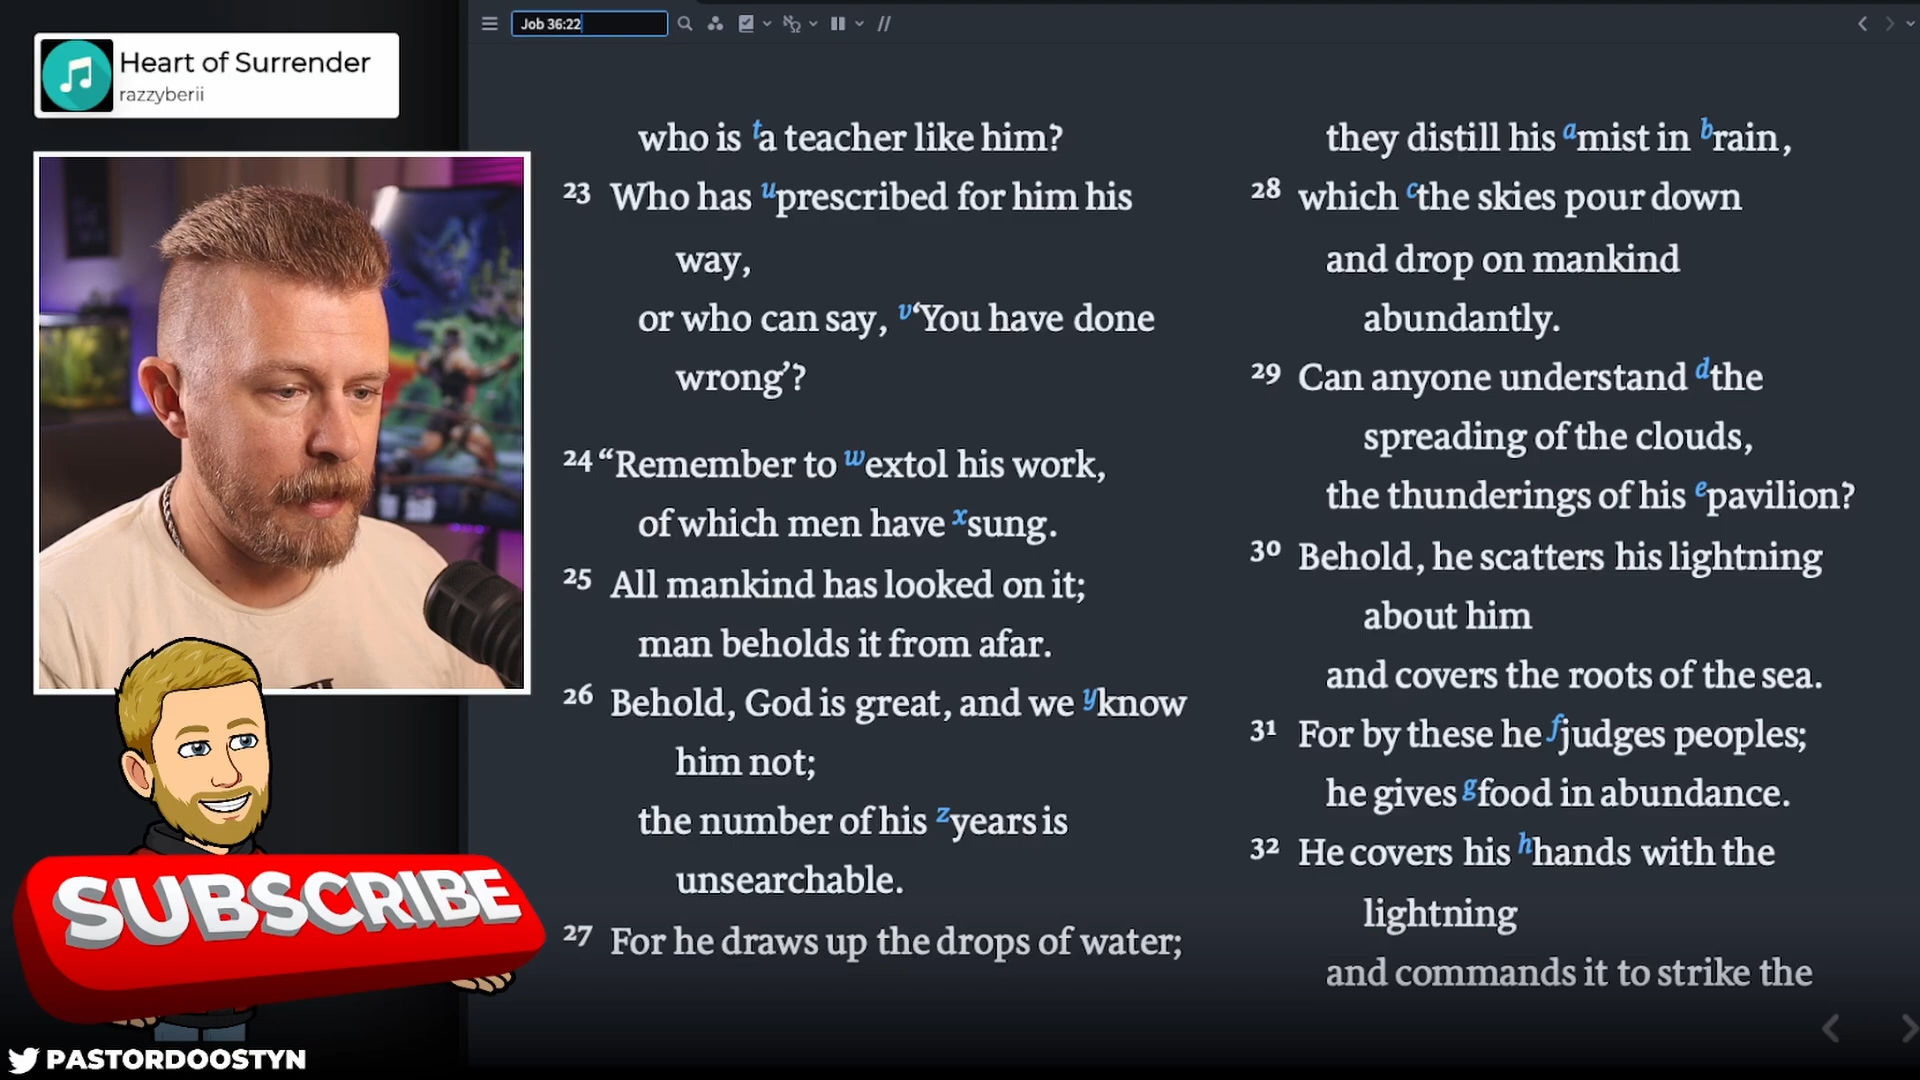 Job 36:22
Heart of Surrender
razzyberii
who is ta teacher like him?
23 Who has uprescribed for him his
way,
or who can say, v‘You have done
wrong’?
24 “Remember to wextol his work,
of which men have xsung.
25 All mankind has looked on it;
man beholds it from afar.
26 Behold, God is great, and we yknow
him not;
the number of his zyears is
unsearchable.
27 For he draws up the drops of water;
they distill his amist in brain,
28 which cthe skies pour down
and drop on mankind
abundantly.
29 Can anyone understand dthe
spreading of the clouds,
the thunderings of his epavilion?
30 Behold, he scatters his lightning
about him
and covers the roots of the sea.
31 For by these he fjudges peoples;
he gives gfood in abundance.
32 He covers his hhands with the
lightning
and commands it to strike the
SUBSCRIBE
PASTORDOOSTYN